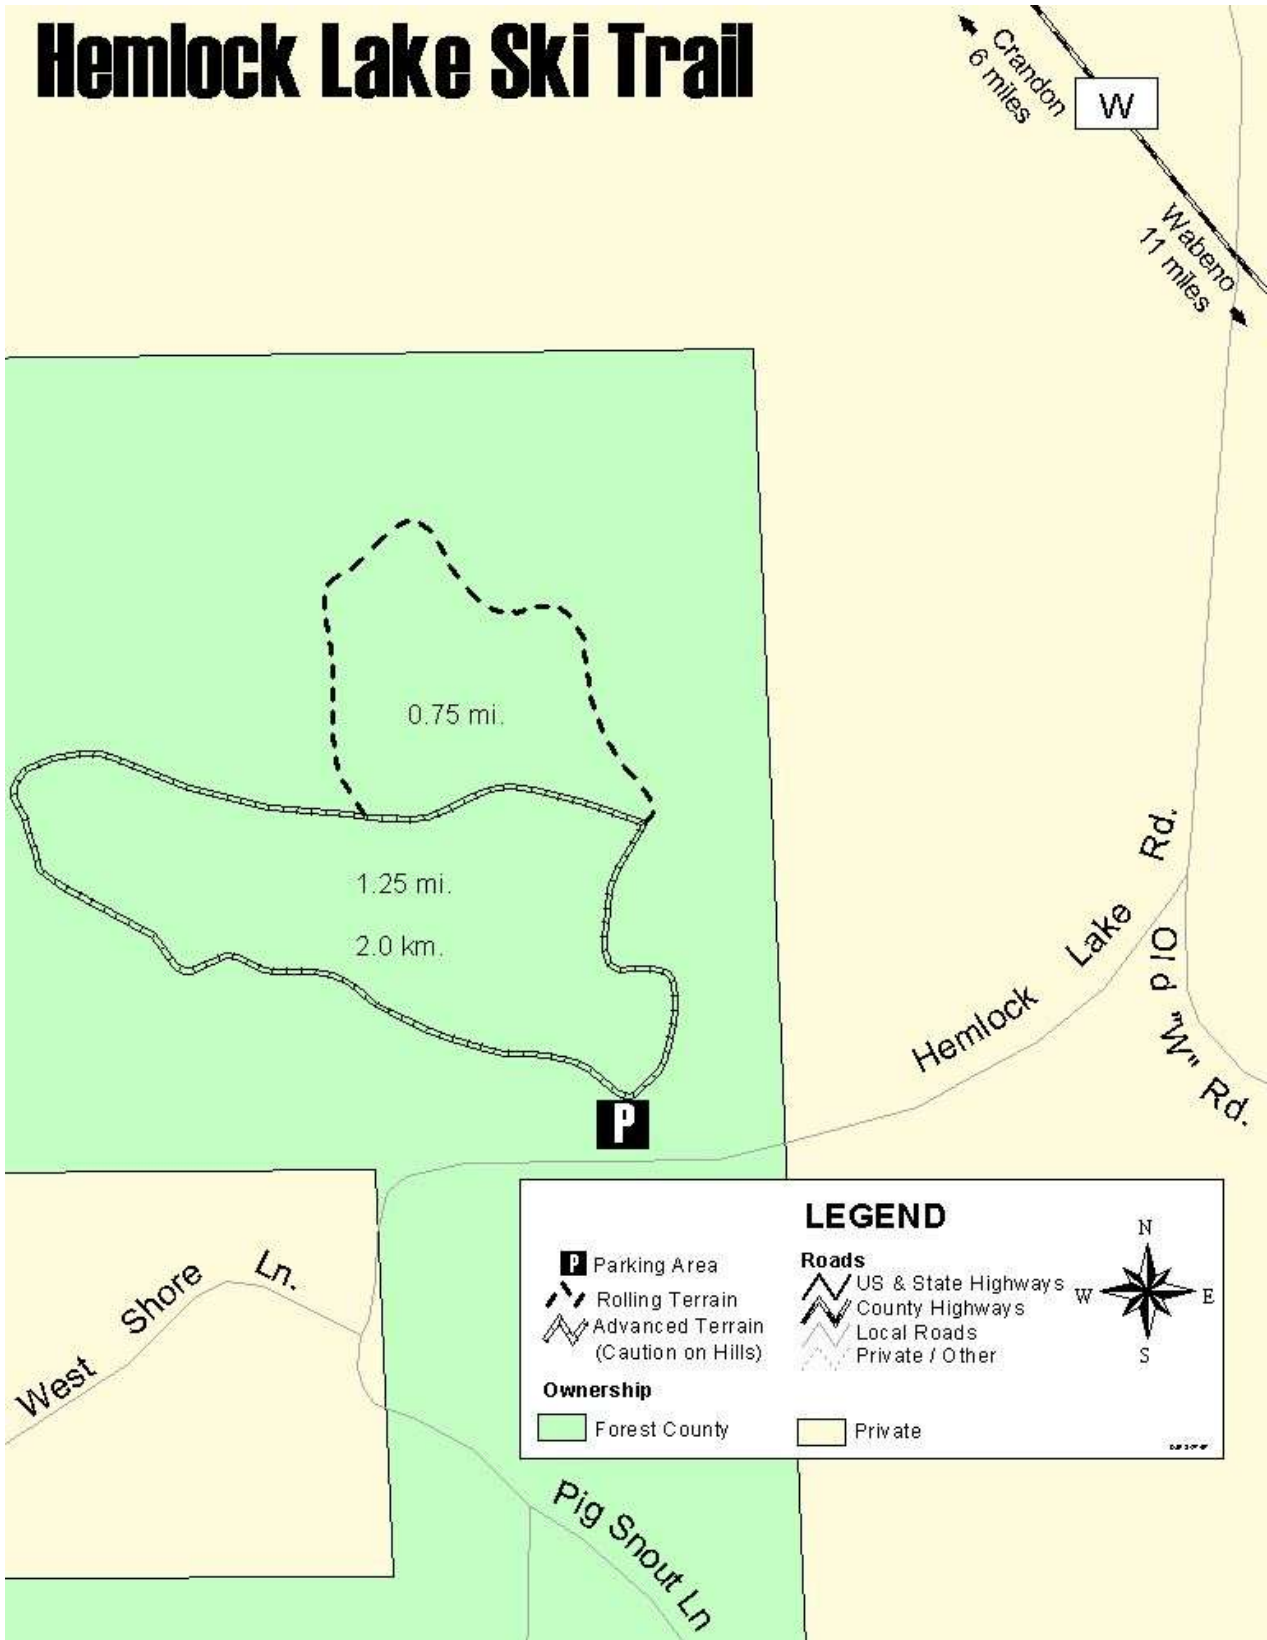 Hemlock Lake Ski Trail
Crandon
6 miles
W
Wabeno
11 miles
0.75 mi.
1.25 mi.
2.0 km.
Hemlock Lake Rd.
Old "W" Rd.
P
West Shore Ln.
Pig Snout Ln
LEGEND
P Parking Area
Rolling Terrain
Advanced Terrain
(Caution on Hills)
Roads
US & State Highways
County Highways
Local Roads
Private / Other
N
W
E
S
Ownership
Forest County
Private